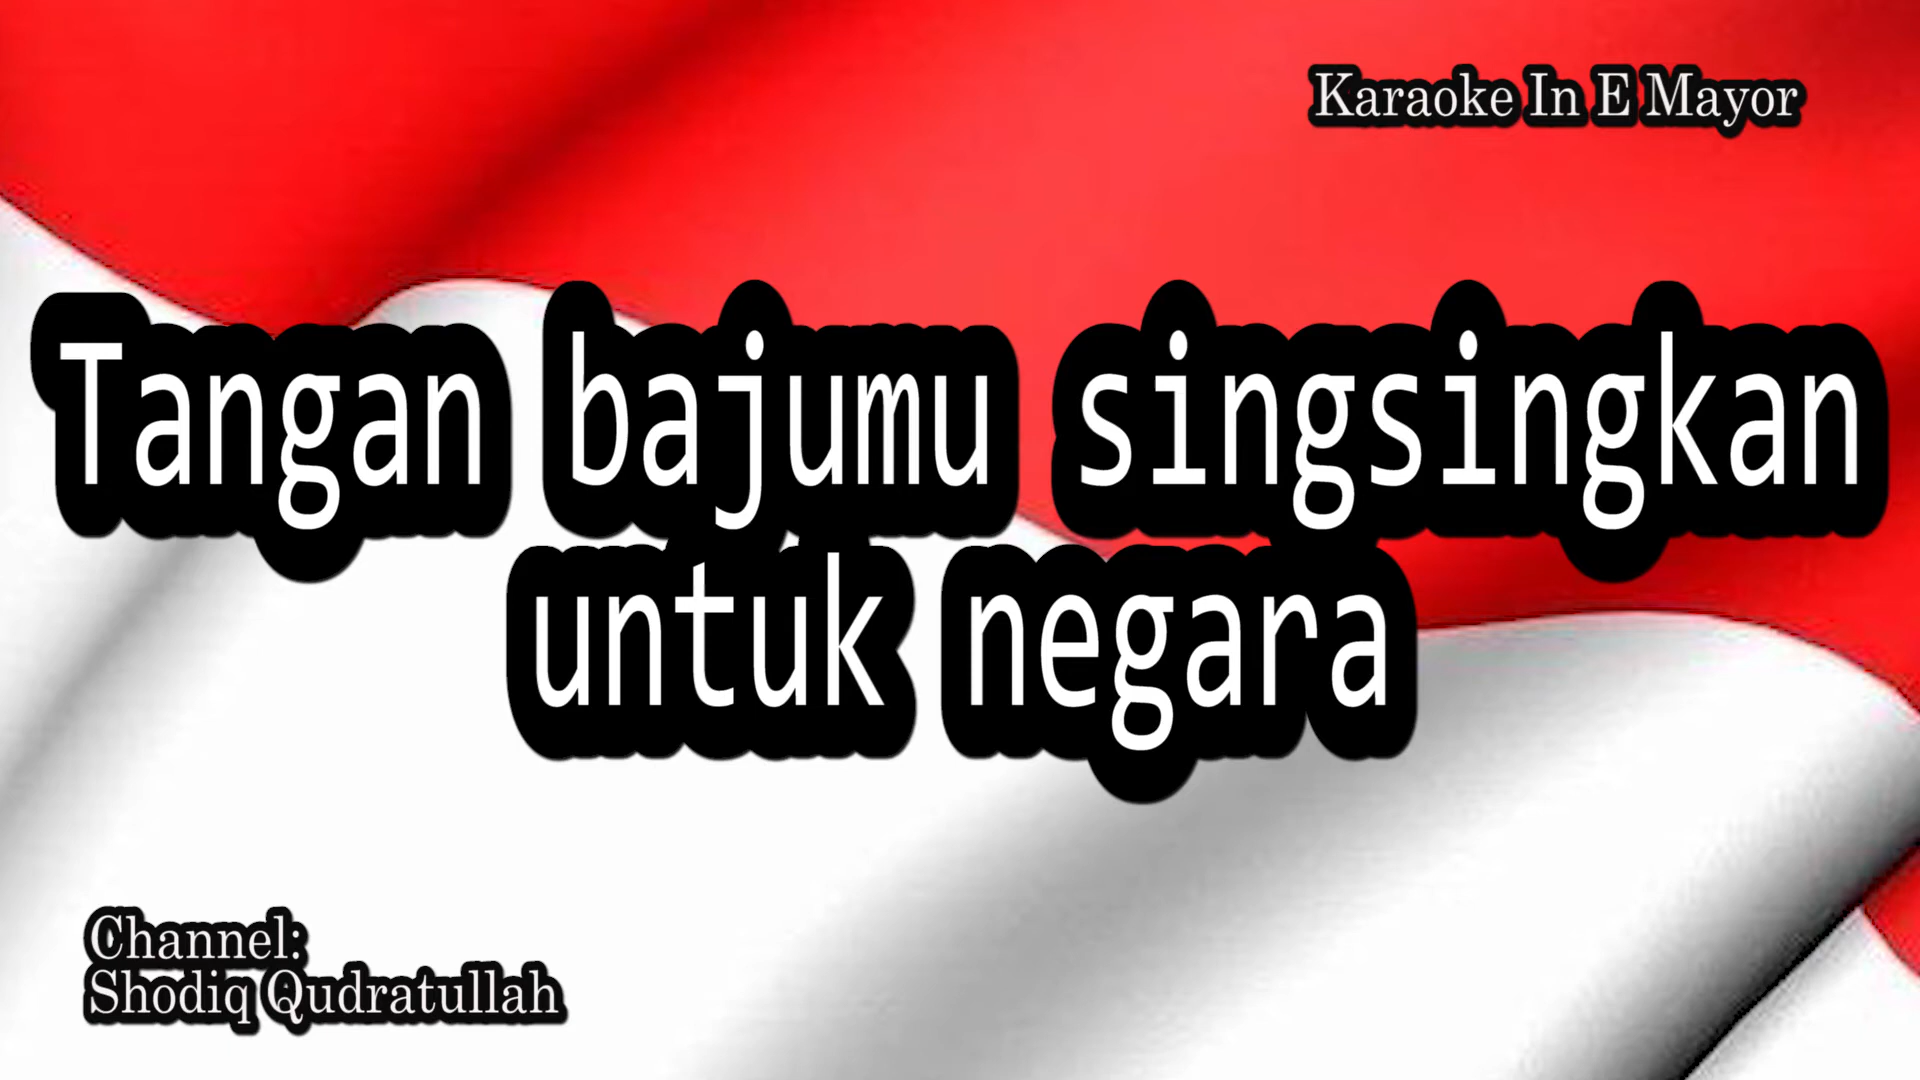 Karaoke In E Mayor
Tangan bajumu singsingkan
untuk negara
Channel:
Shodiq Qudratullah